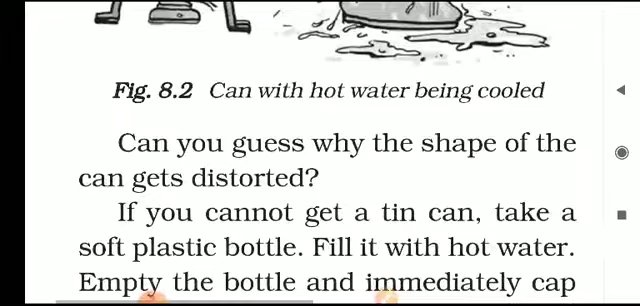 Fig. 8.2 Can with hot water being cooled
Can you guess why the shape of the
can gets distorted?
If you cannot get a tin can, take a
soft plastic bottle. Fill it with hot water.
Empty the bottle and immediately cap